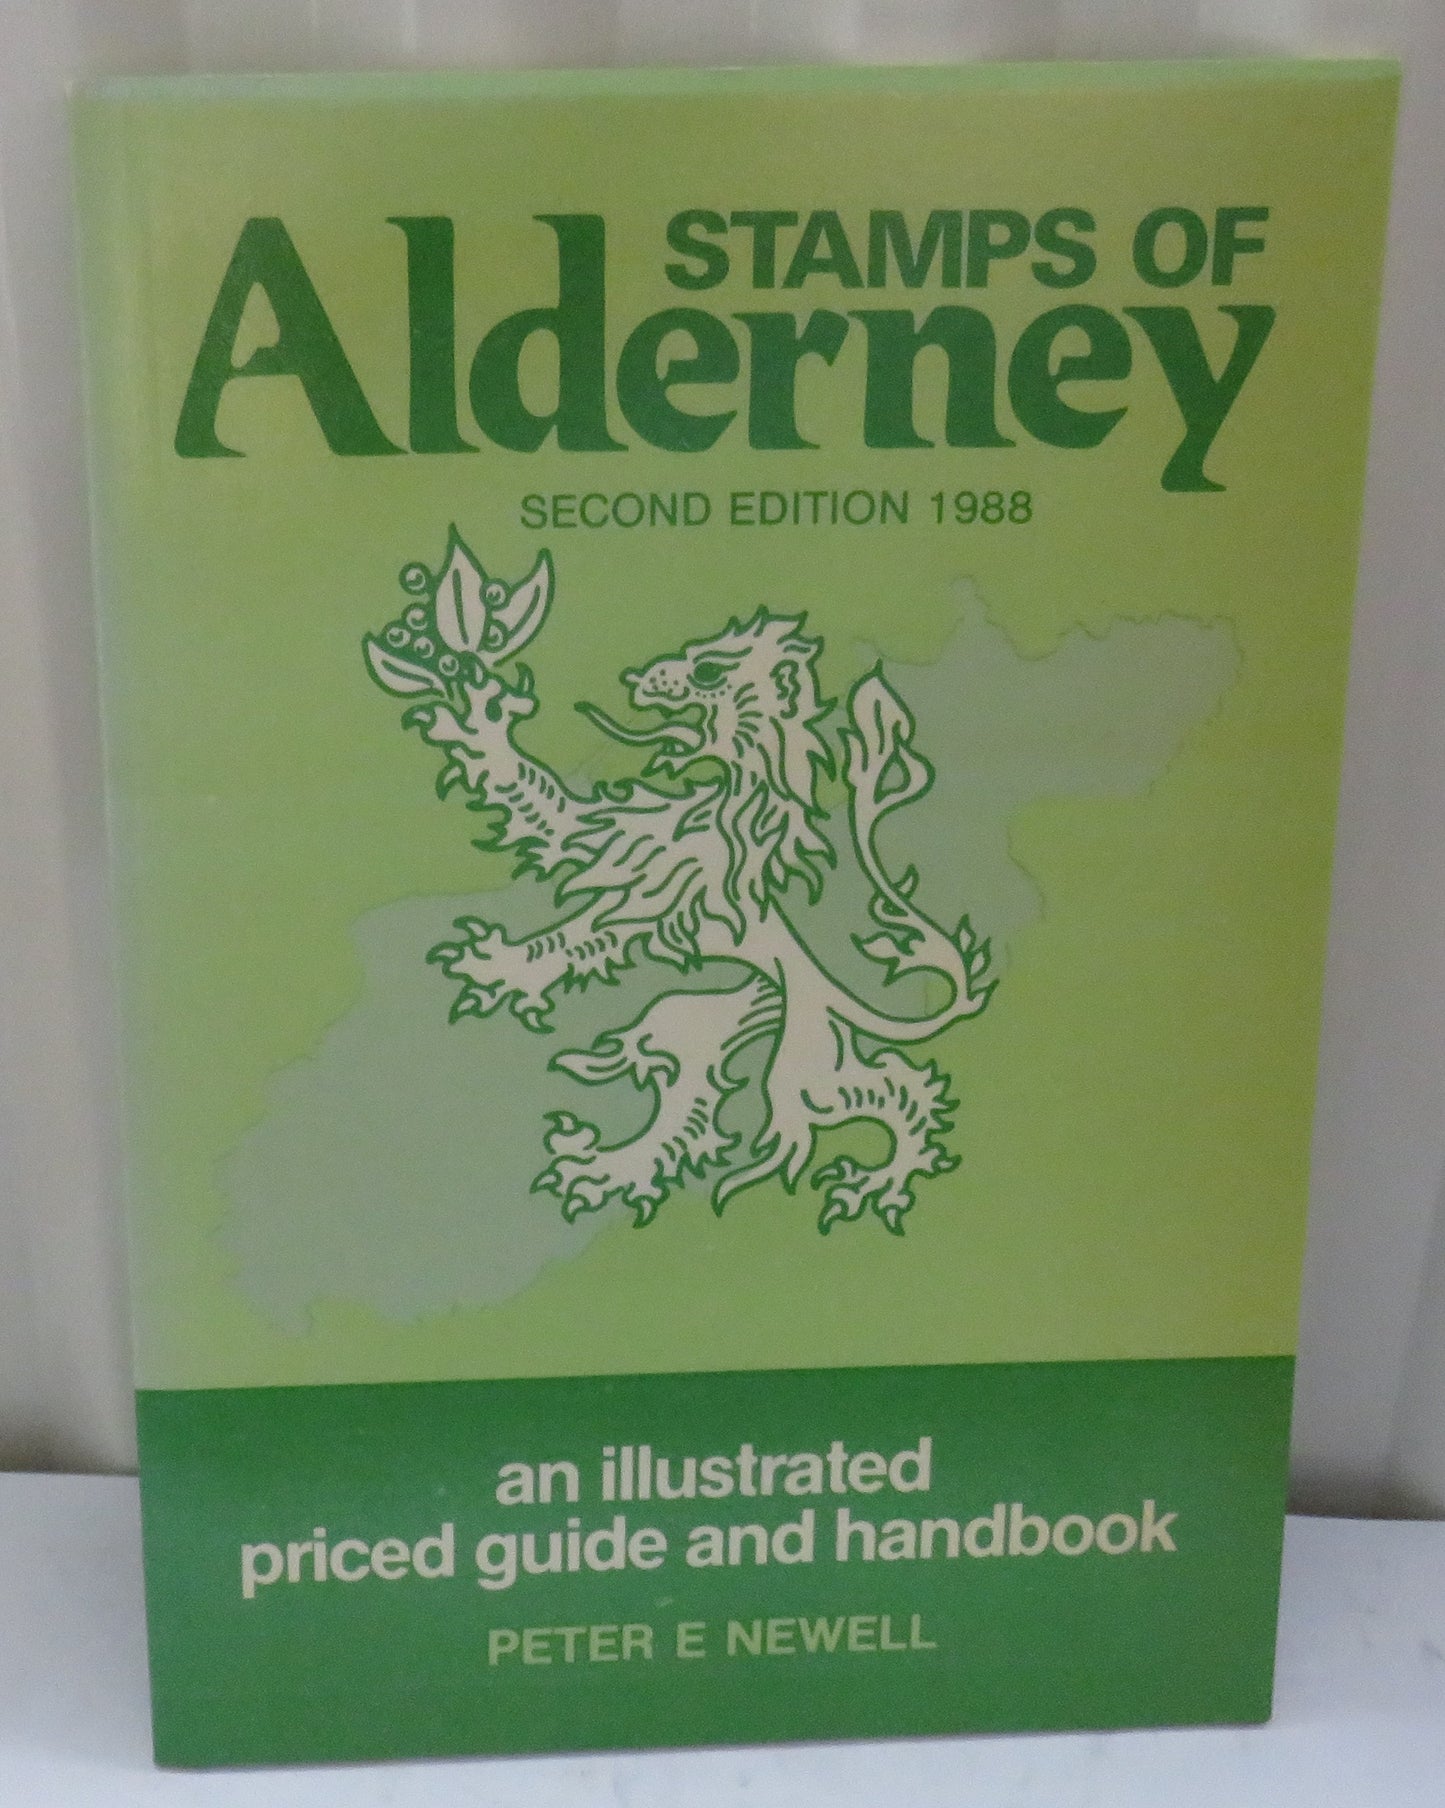 STAMPS OF
Alderney
SECOND EDITION 1988
an illustrated
priced guide and handbook
PETER E NEWELL